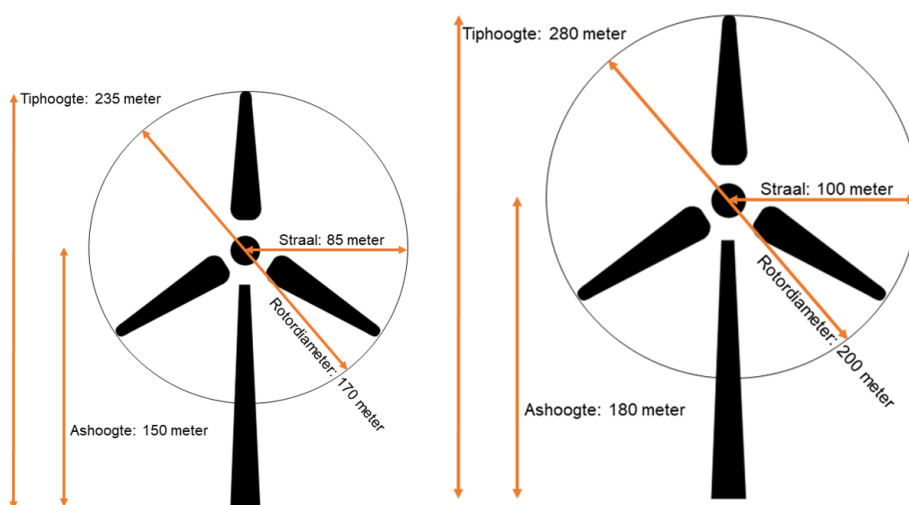 Tiphoogte: 235 meter
Straal: 85 meter
Rotordiameter: 170 meter
Ashoogte: 150 meter
Tiphoogte: 280 meter
Straal: 100 meter
Rotordiameter: 200 meter
Ashoogte: 180 meter